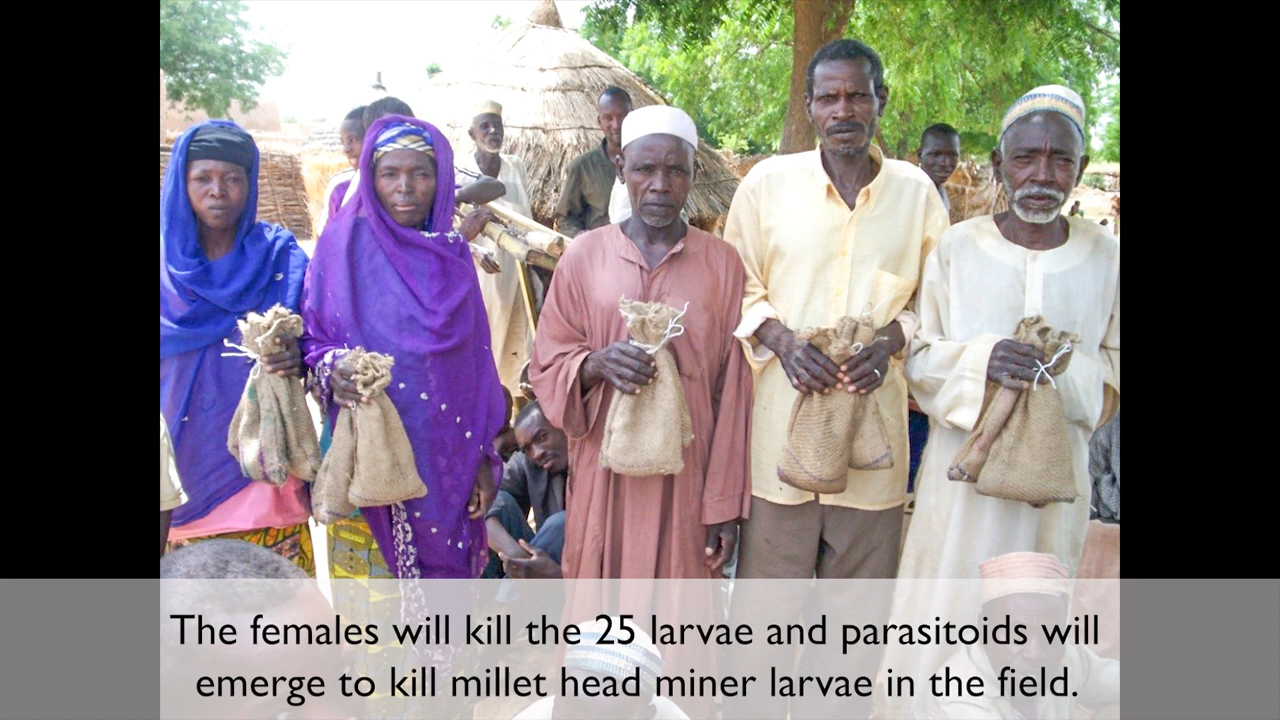 The females will kill the 25 larvae and parasitoids will
emerge to kill millet head miner larvae in the field.